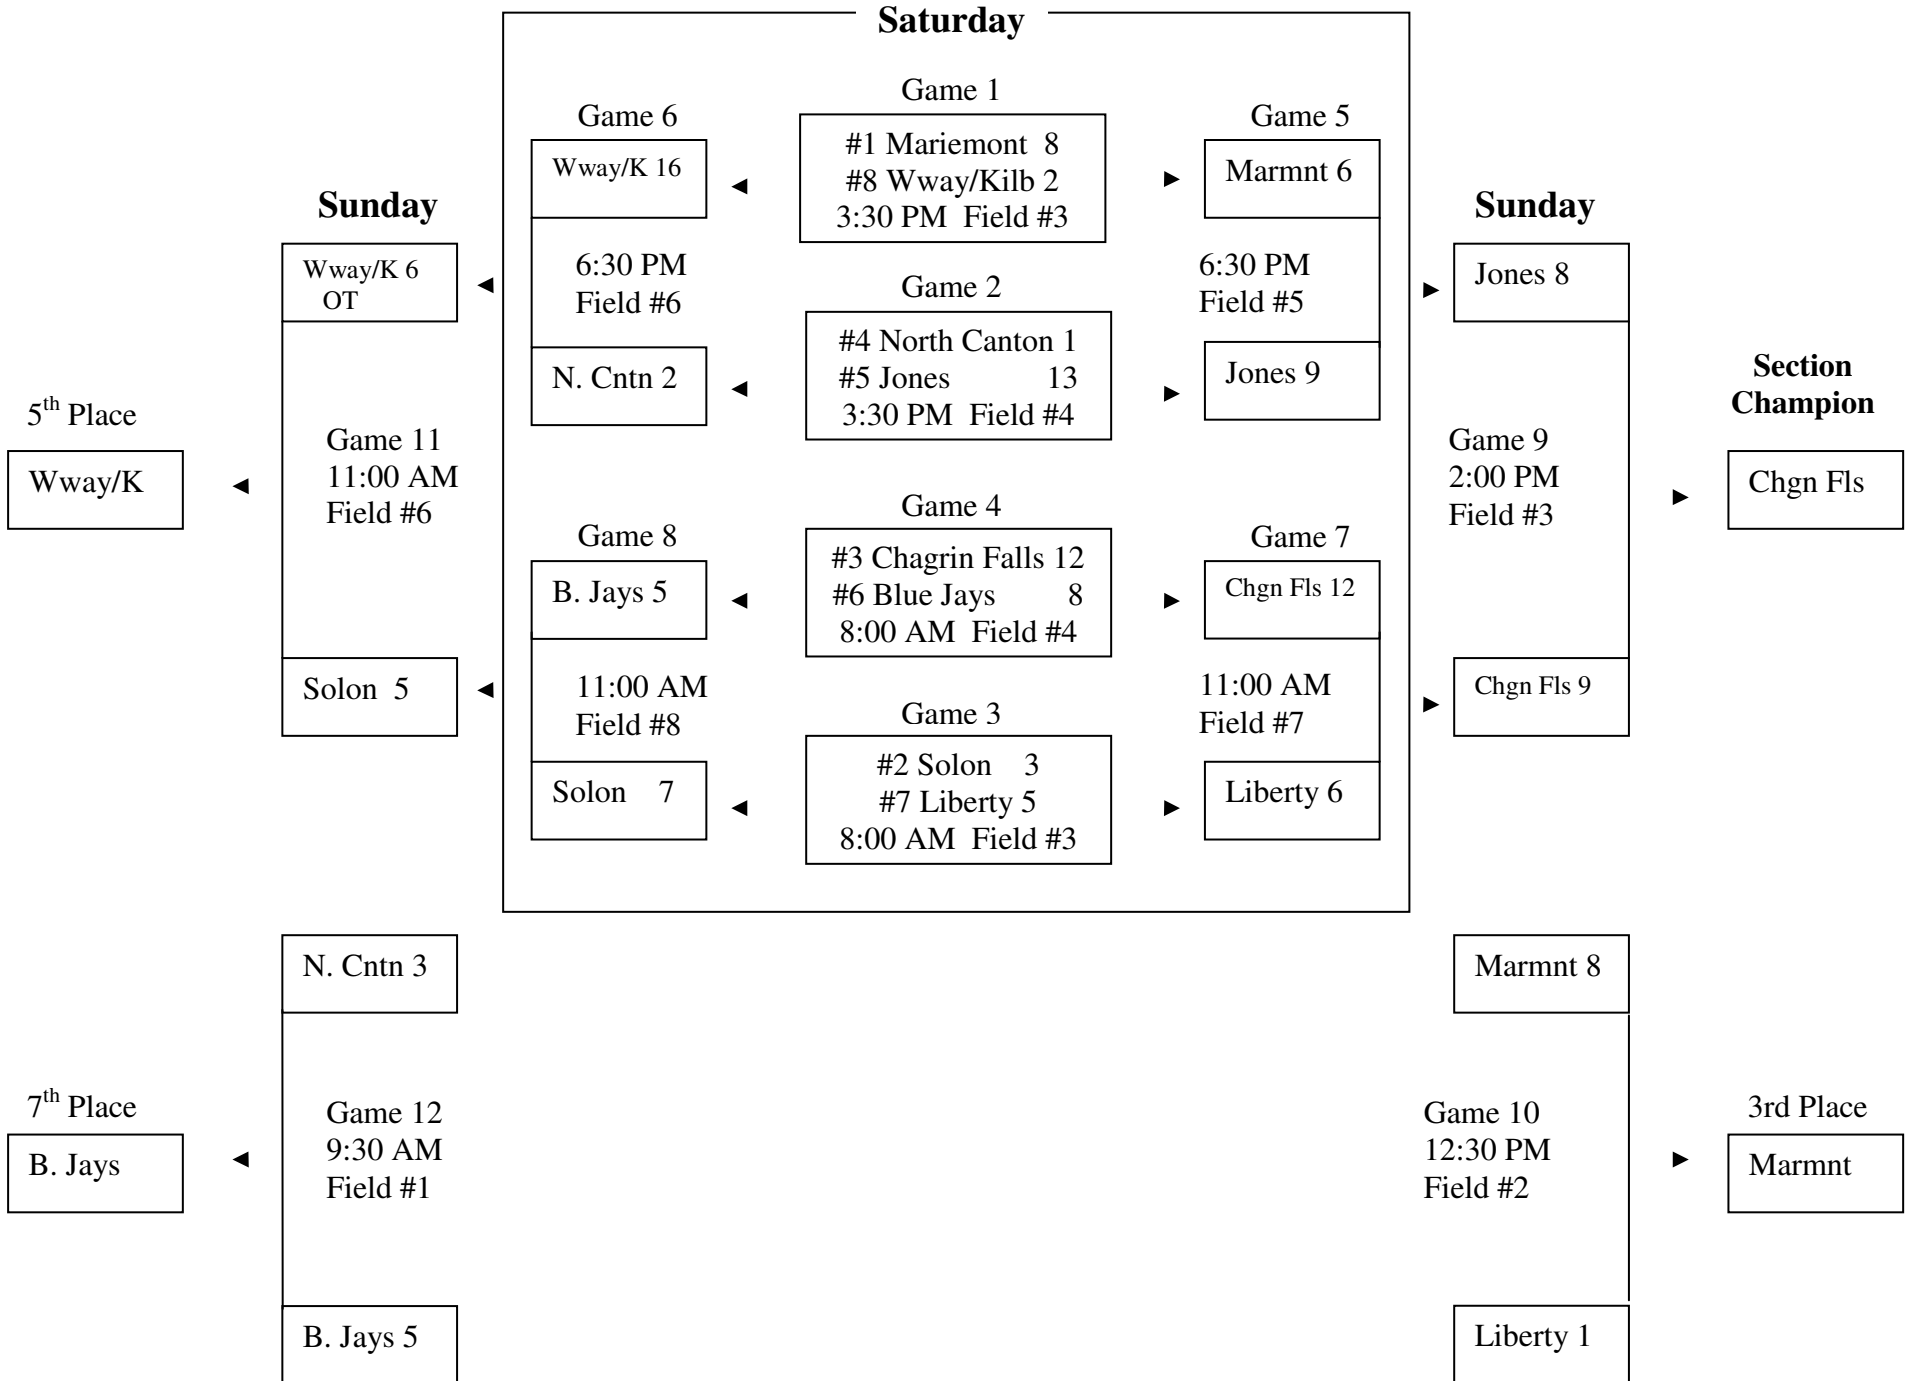 Saturday
Game 1
Game 6
Game 5
#1 Mariemont 8
#8 Wway/Kilb 2
3:30 PM Field #3
Wway/K 16
Marmnt 6
Sunday
Sunday
Wway/K 6
OT
6:30 PM
Field #6
6:30 PM
Field #5
Jones 8
Game 2
#4 North Canton 1
#5 Jones 13
3:30 PM Field #4
N. Cntn 2
Jones 9
Section
Champion
5th Place
Wway/K
Game 11
11:00 AM
Field #6
Game 9
2:00 PM
Field #3
Chgn Fls
Game 4
Game 8
Game 7
#3 Chagrin Falls 12
#6 Blue Jays 8
8:00 AM Field #4
B. Jays 5
Chgn Fls 12
Solon 5
11:00 AM
Field #8
11:00 AM
Field #7
Chgn Fls 9
Game 3
#2 Solon 3
#7 Liberty 5
8:00 AM Field #3
Solon 7
Liberty 6
N. Cntn 3
Marmnt 8
7th Place
B. Jays
Game 12
9:30 AM
Field #1
Game 10
12:30 PM
Field #2
3rd Place
Marmnt
B. Jays 5
Liberty 1